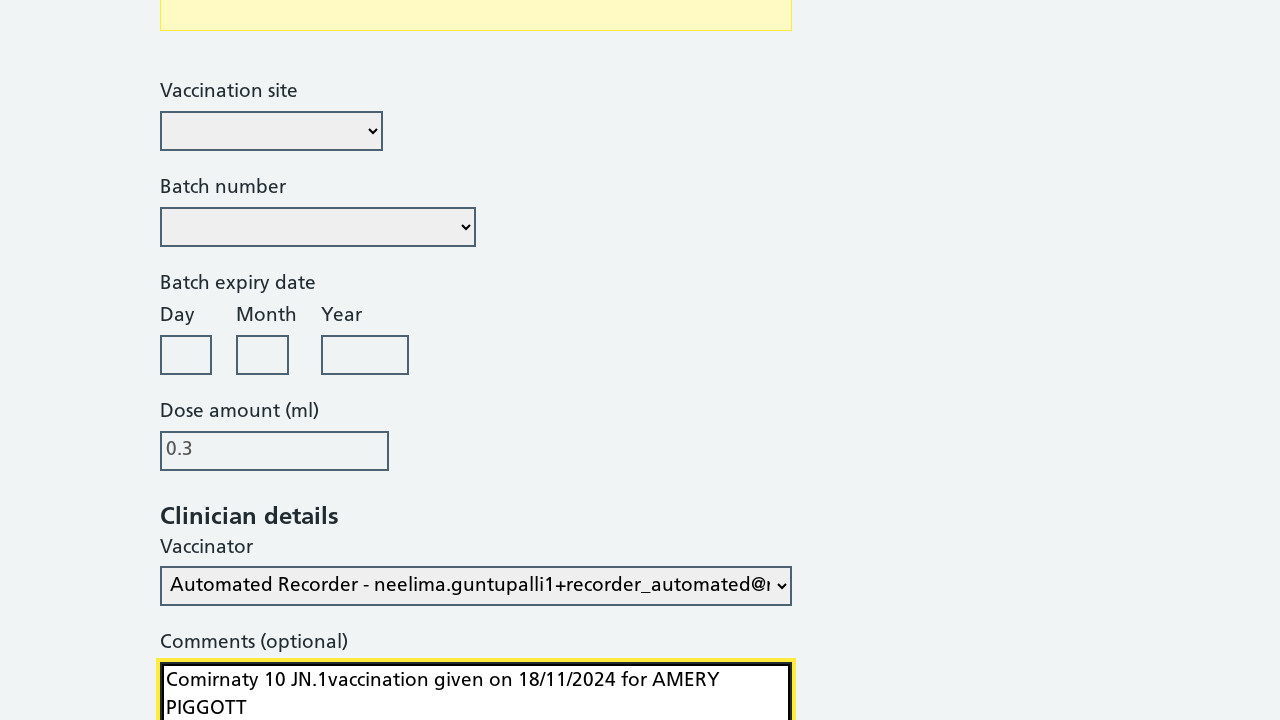 Vaccination site
Batch number
Batch expiry date
Day Month Year
Dose amount (ml)
0.3
Clinician details
Vaccinator
Automated Recorder - neelima.guntupalli1+recorder_automated@
Comments (optional)
Comirnaty 10 JN.1vaccination given on 18/11/2024 for AMERY
PIGGOTT